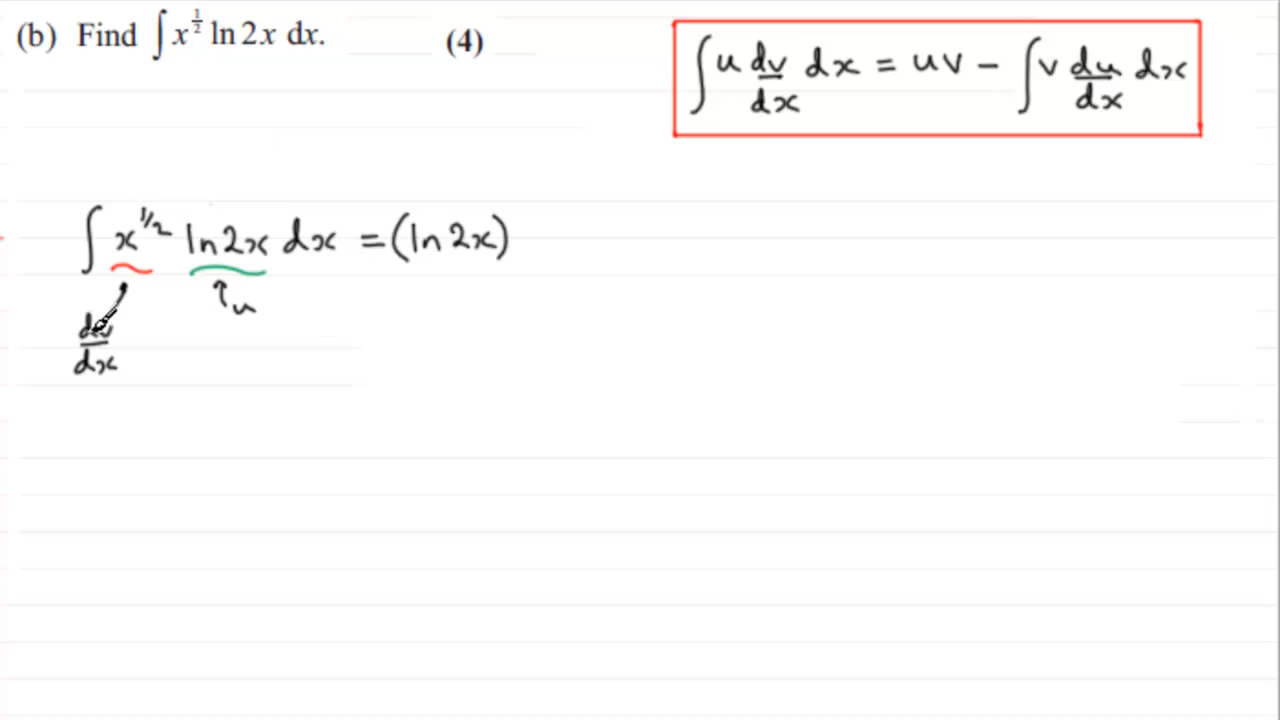 (b) Find ∫ x^{1/2} ln 2x dx. (4)
∫ u dv/dx dx = uv − ∫ v du/dx dx
∫ x^{1/2} ln2x dx = (ln 2x)
dv/dx ↑u